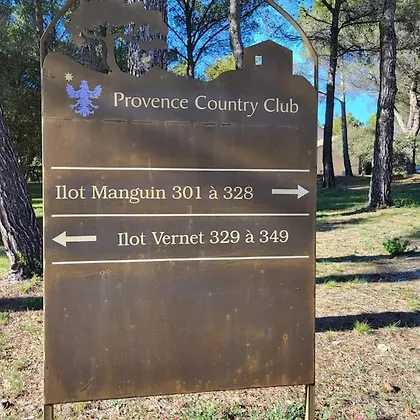 Provence Country Club
Ilot Manguin 301 à 328
Ilot Vernet 329 à 349